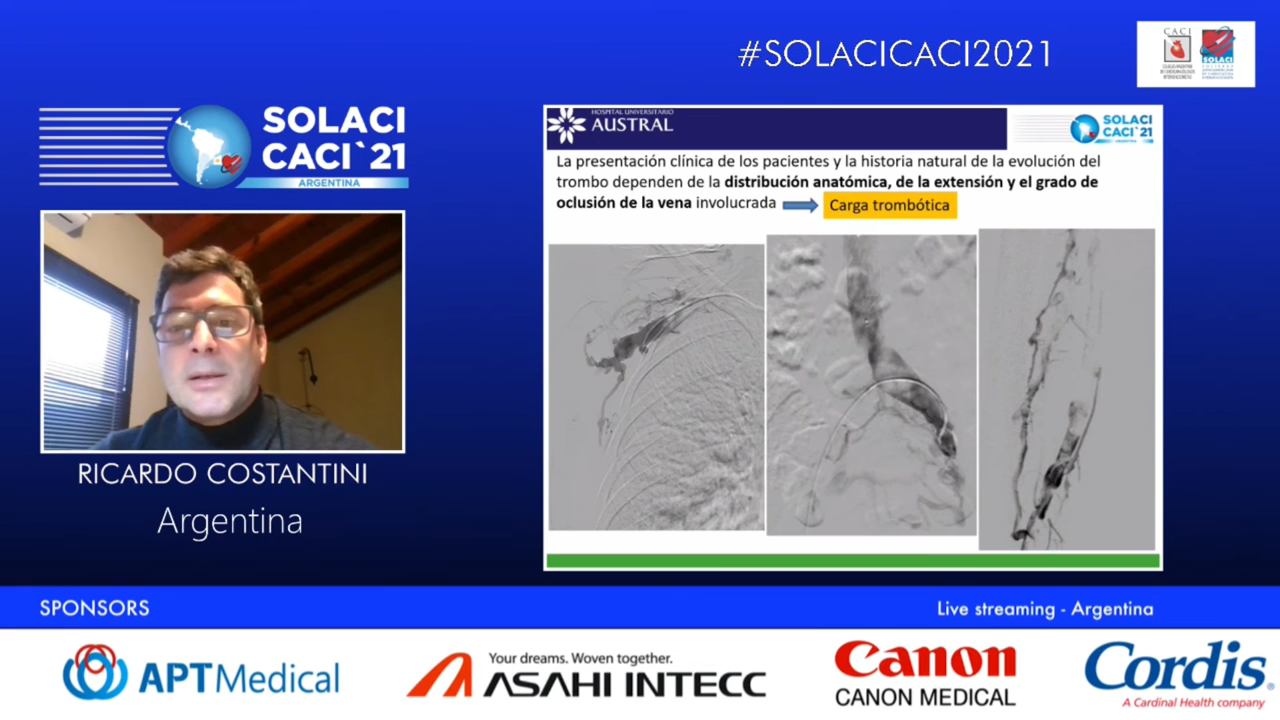 #SOLACICACI2021
CACI
SOLACI
SOLACI
CACI`21
ARGENTINA
HOSPITAL UNIVERSITARIO
AUSTRAL
SOLACI
CACI`21
ARGENTINA
La presentación clínica de los pacientes y la historia natural de la evolución del
trombo dependen de la distribución anatómica, de la extensión y el grado de
oclusión de la vena involucrada
Carga trombótica
RICARDO COSTANTINI
Argentina
SPONSORS
Live streaming - Argentina
APTMedical
Your dreams. Woven together.
ASAHI INTECC
Canon
CANON MEDICAL
Cordis®
A Cardinal Health company